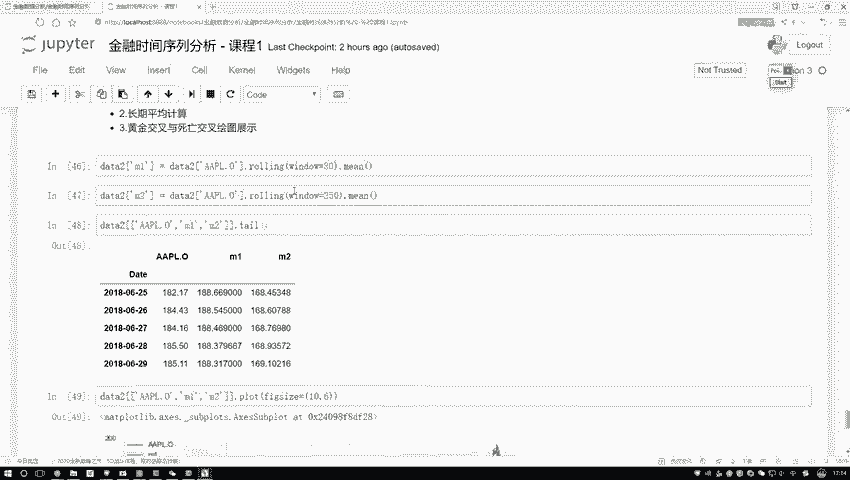 jupyter 金融时间序列分析 - 课程1 Last Checkpoint: 2 hours ago (autosaved)
Logout
File Edit View Insert Cell Kernel Widgets Help
Not Trusted
Code
2.长期平均计算
3.黄金交叉与死亡交叉绘图展示
In [46]: data2['m1'] = data2['AAPL.O'].rolling(window=30).mean()
In [47]: data2['m2'] = data2['AAPL.O'].rolling(window=250).mean()
In [48]: data2[['AAPL.O','m1','m2']].tail
Out[48]:
AAPL.O m1 m2
Date
2018-06-25 182.17 188.669000 168.45348
2018-06-26 184.43 188.545000 168.60788
2018-06-27 184.16 188.469000 168.76980
2018-06-28 185.50 188.379667 168.93572
2018-06-29 185.11 188.317000 169.10216
In [49]: data2[['AAPL.O','m1','m2']].plot(figsize=(10,6))
Out[49]: <matplotlib.axes._subplots.AxesSubplot at 0x24098f8df28>
200
AAPL.O